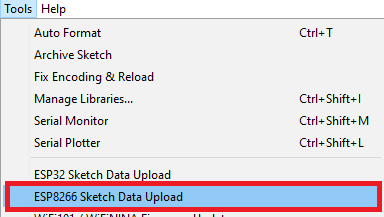 Tools Help
Auto Format Ctrl+T
Archive Sketch
Fix Encoding & Reload
Manage Libraries... Ctrl+Shift+I
Serial Monitor Ctrl+Shift+M
Serial Plotter Ctrl+Shift+L
ESP32 Sketch Data Upload
ESP8266 Sketch Data Upload